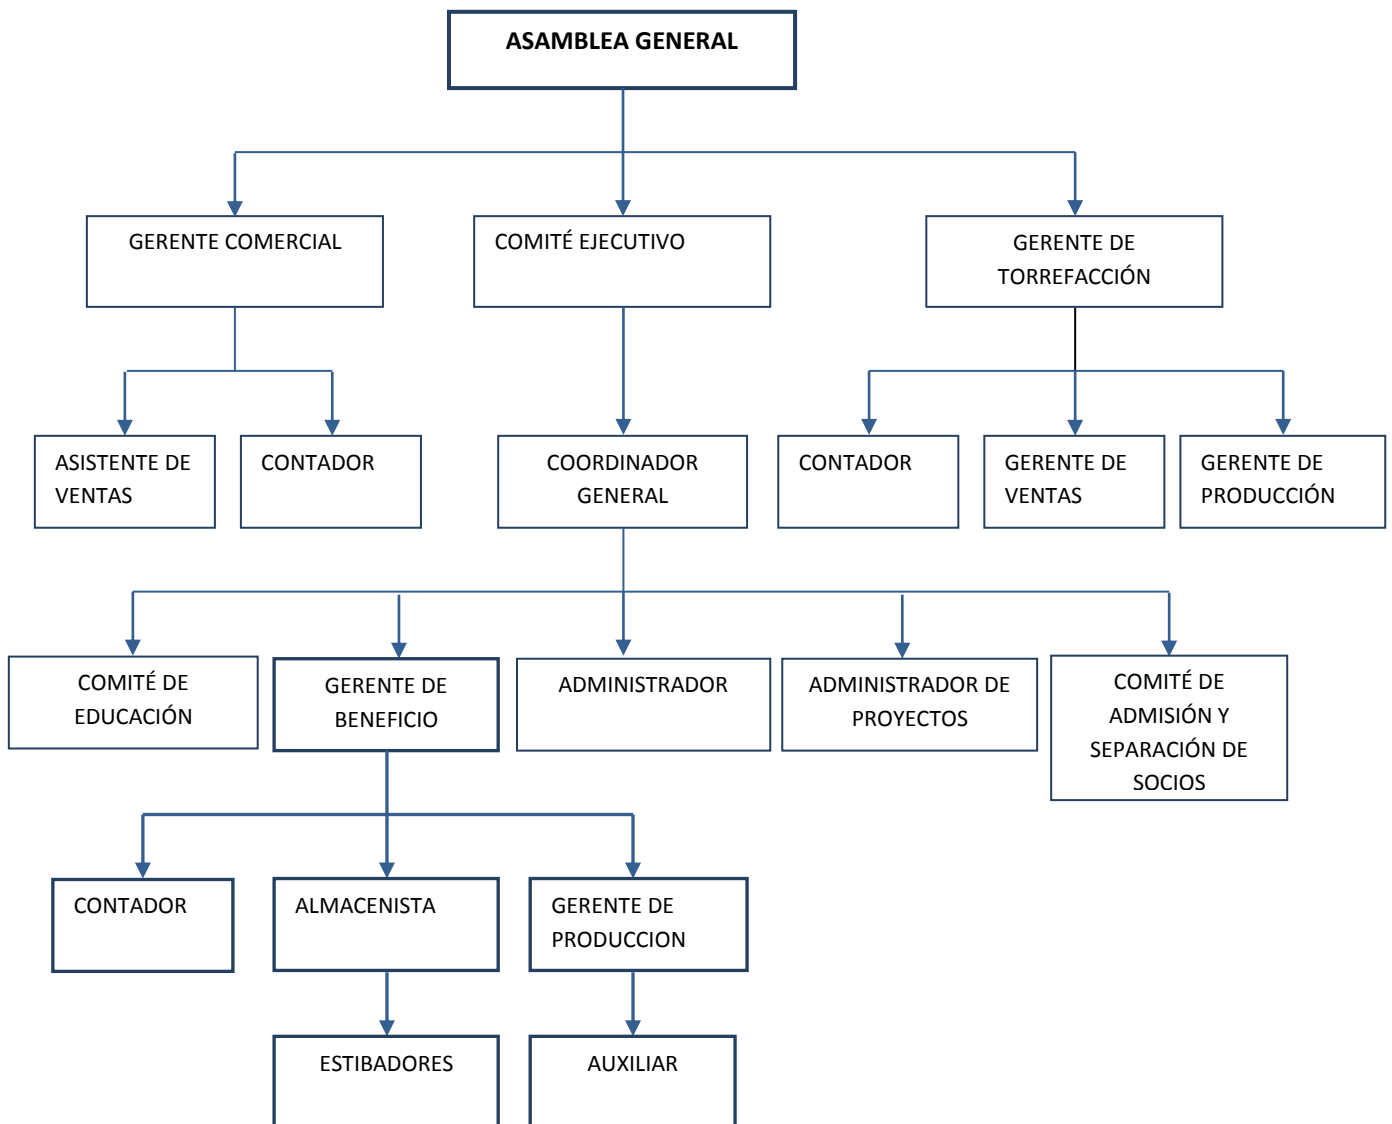 ASAMBLEA GENERAL
GERENTE COMERCIAL
COMITÉ EJECUTIVO
GERENTE DE
TORREFACCIÓN
ASISTENTE DE
VENTAS
CONTADOR
COORDINADOR
GENERAL
CONTADOR
GERENTE DE
VENTAS
GERENTE DE
PRODUCCIÓN
COMITÉ DE
EDUCACIÓN
GERENTE DE
BENEFICIO
ADMINISTRADOR
ADMINISTRADOR DE
PROYECTOS
COMITÉ DE
ADMISIÓN Y
SEPARACIÓN DE
SOCIOS
CONTADOR
ALMACENISTA
GERENTE DE
PRODUCCION
ESTIBADORES
AUXILIAR